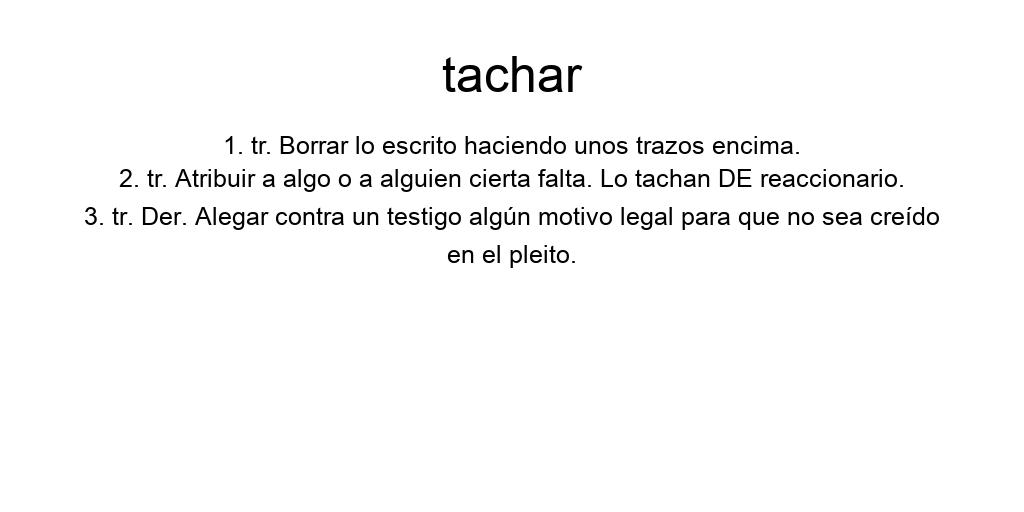 tachar
1. tr. Borrar lo escrito haciendo unos trazos encima.
2. tr. Atribuir a algo o a alguien cierta falta. Lo tachan DE reaccionario.
3. tr. Der. Alegar contra un testigo algún motivo legal para que no sea creído
en el pleito.